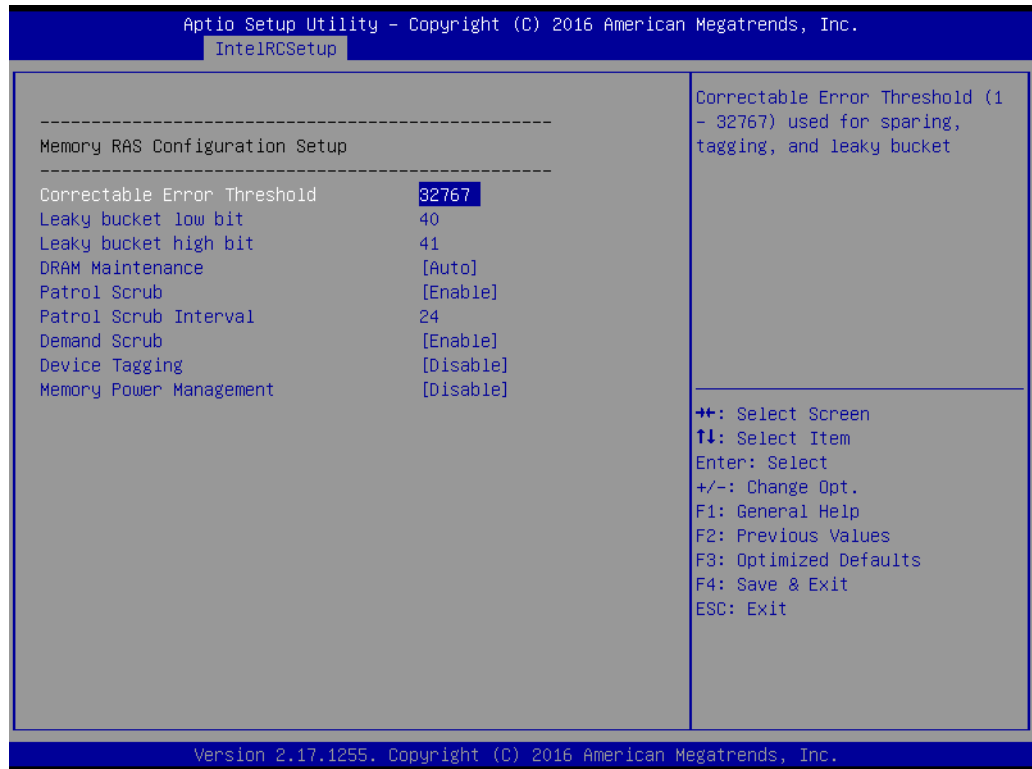 Aptio Setup Utility – Copyright (C) 2016 American Megatrends, Inc.
IntelRCSetup
--------------------------------------------------
Memory RAS Configuration Setup
--------------------------------------------------
Correctable Error Threshold 32767
Leaky bucket low bit 40
Leaky bucket high bit 41
DRAM Maintenance [Auto]
Patrol Scrub [Enable]
Patrol Scrub Interval 24
Demand Scrub [Enable]
Device Tagging [Disable]
Memory Power Management [Disable]
Correctable Error Threshold (1
– 32767) used for sparing,
tagging, and leaky bucket
→←: Select Screen
↑↓: Select Item
Enter: Select
+/-: Change Opt.
F1: General Help
F2: Previous Values
F3: Optimized Defaults
F4: Save & Exit
ESC: Exit
Version 2.17.1255. Copyright (C) 2016 American Megatrends, Inc.